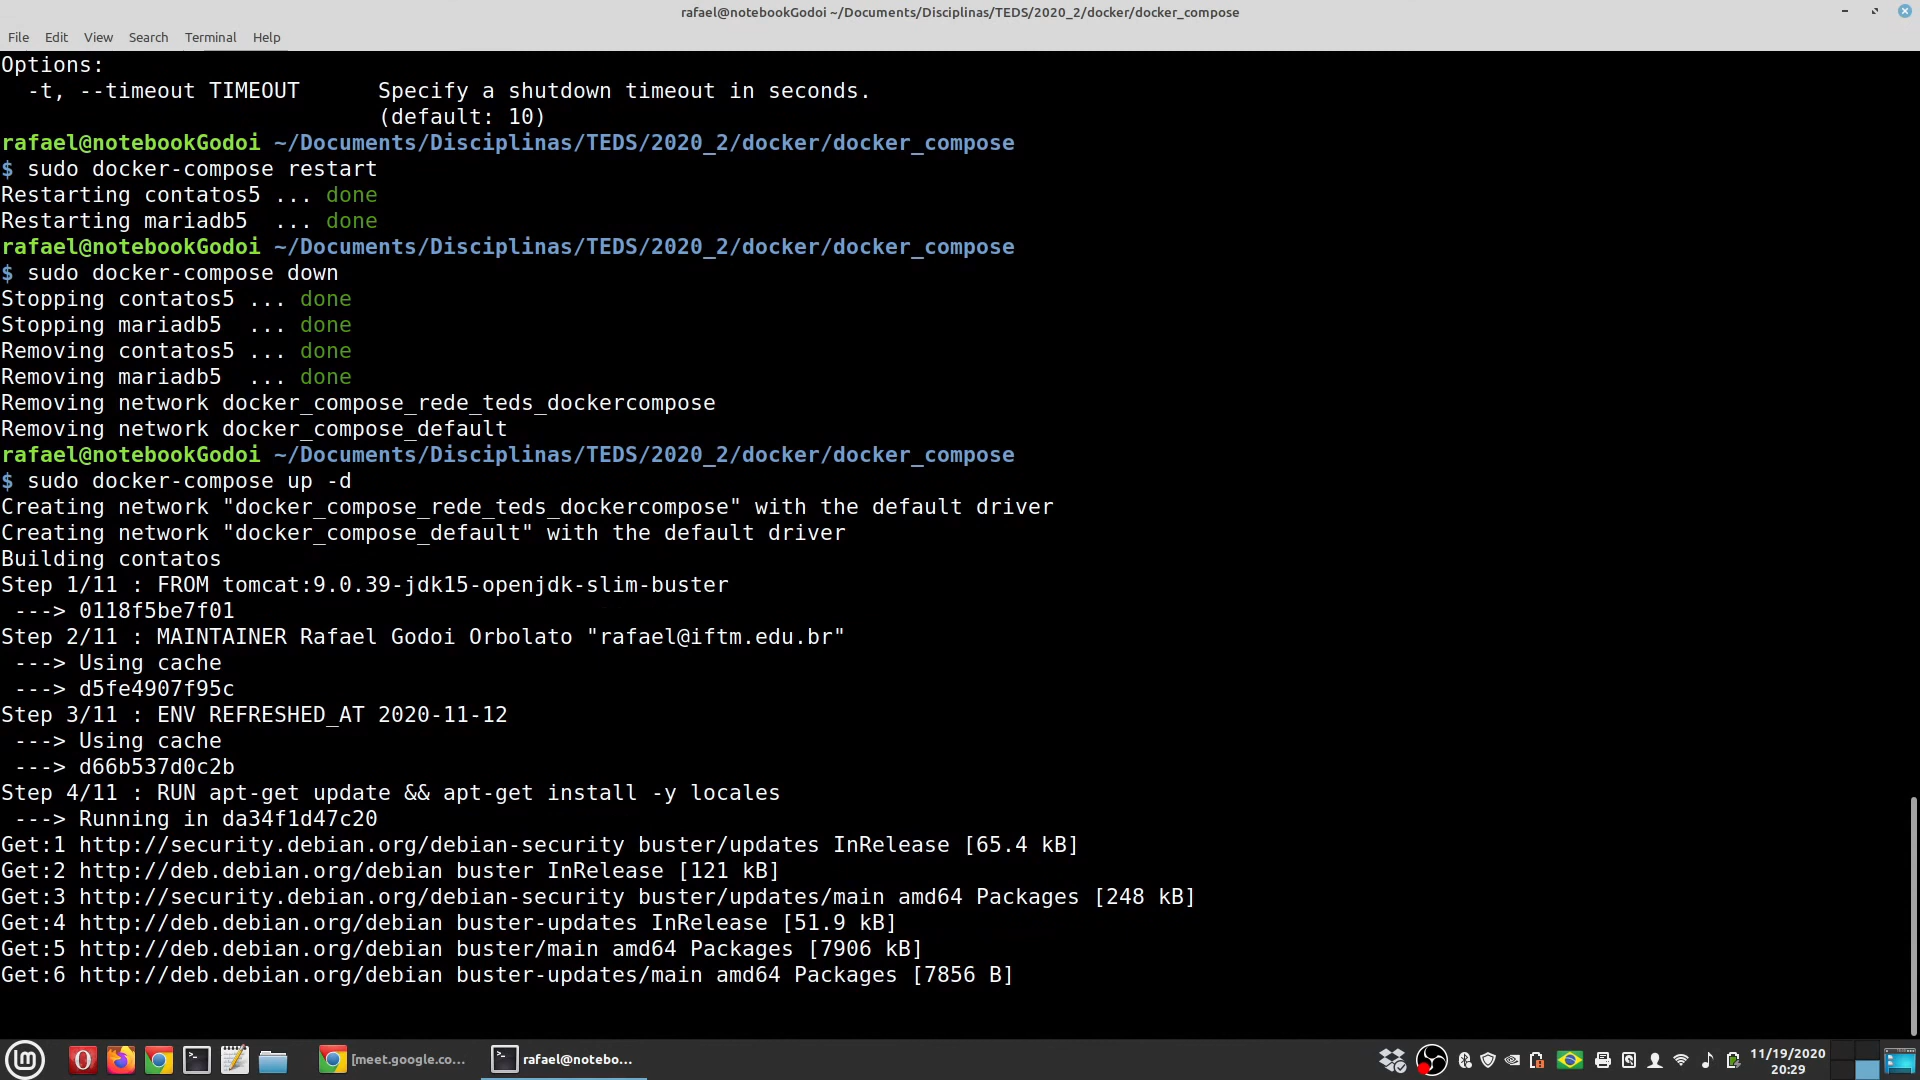 rafael@notebookGodoi ~/Documents/Disciplinas/TEDS/2020_2/docker/docker_compose
File Edit View Search Terminal Help
Options:
  -t, --timeout TIMEOUT      Specify a shutdown timeout in seconds.
                             (default: 10)
rafael@notebookGodoi ~/Documents/Disciplinas/TEDS/2020_2/docker/docker_compose
$ sudo docker-compose restart
Restarting contatos5 ... done
Restarting mariadb5  ... done
rafael@notebookGodoi ~/Documents/Disciplinas/TEDS/2020_2/docker/docker_compose
$ sudo docker-compose down
Stopping contatos5 ... done
Stopping mariadb5  ... done
Removing contatos5 ... done
Removing mariadb5  ... done
Removing network docker_compose_rede_teds_dockercompose
Removing network docker_compose_default
rafael@notebookGodoi ~/Documents/Disciplinas/TEDS/2020_2/docker/docker_compose
$ sudo docker-compose up -d
Creating network "docker_compose_rede_teds_dockercompose" with the default driver
Creating network "docker_compose_default" with the default driver
Building contatos
Step 1/11 : FROM tomcat:9.0.39-jdk15-openjdk-slim-buster
 ---> 0118f5be7f01
Step 2/11 : MAINTAINER Rafael Godoi Orbolato "rafael@iftm.edu.br"
 ---> Using cache
 ---> d5fe4907f95c
Step 3/11 : ENV REFRESHED_AT 2020-11-12
 ---> Using cache
 ---> d66b537d0c2b
Step 4/11 : RUN apt-get update && apt-get install -y locales
 ---> Running in da34f1d47c20
Get:1 http://security.debian.org/debian-security buster/updates InRelease [65.4 kB]
Get:2 http://deb.debian.org/debian buster InRelease [121 kB]
Get:3 http://security.debian.org/debian-security buster/updates/main amd64 Packages [248 kB]
Get:4 http://deb.debian.org/debian buster-updates InRelease [51.9 kB]
Get:5 http://deb.debian.org/debian buster/main amd64 Packages [7906 kB]
Get:6 http://deb.debian.org/debian buster-updates/main amd64 Packages [7856 B]
[meet.google.co... rafael@notebo... 11/19/2020
20:29